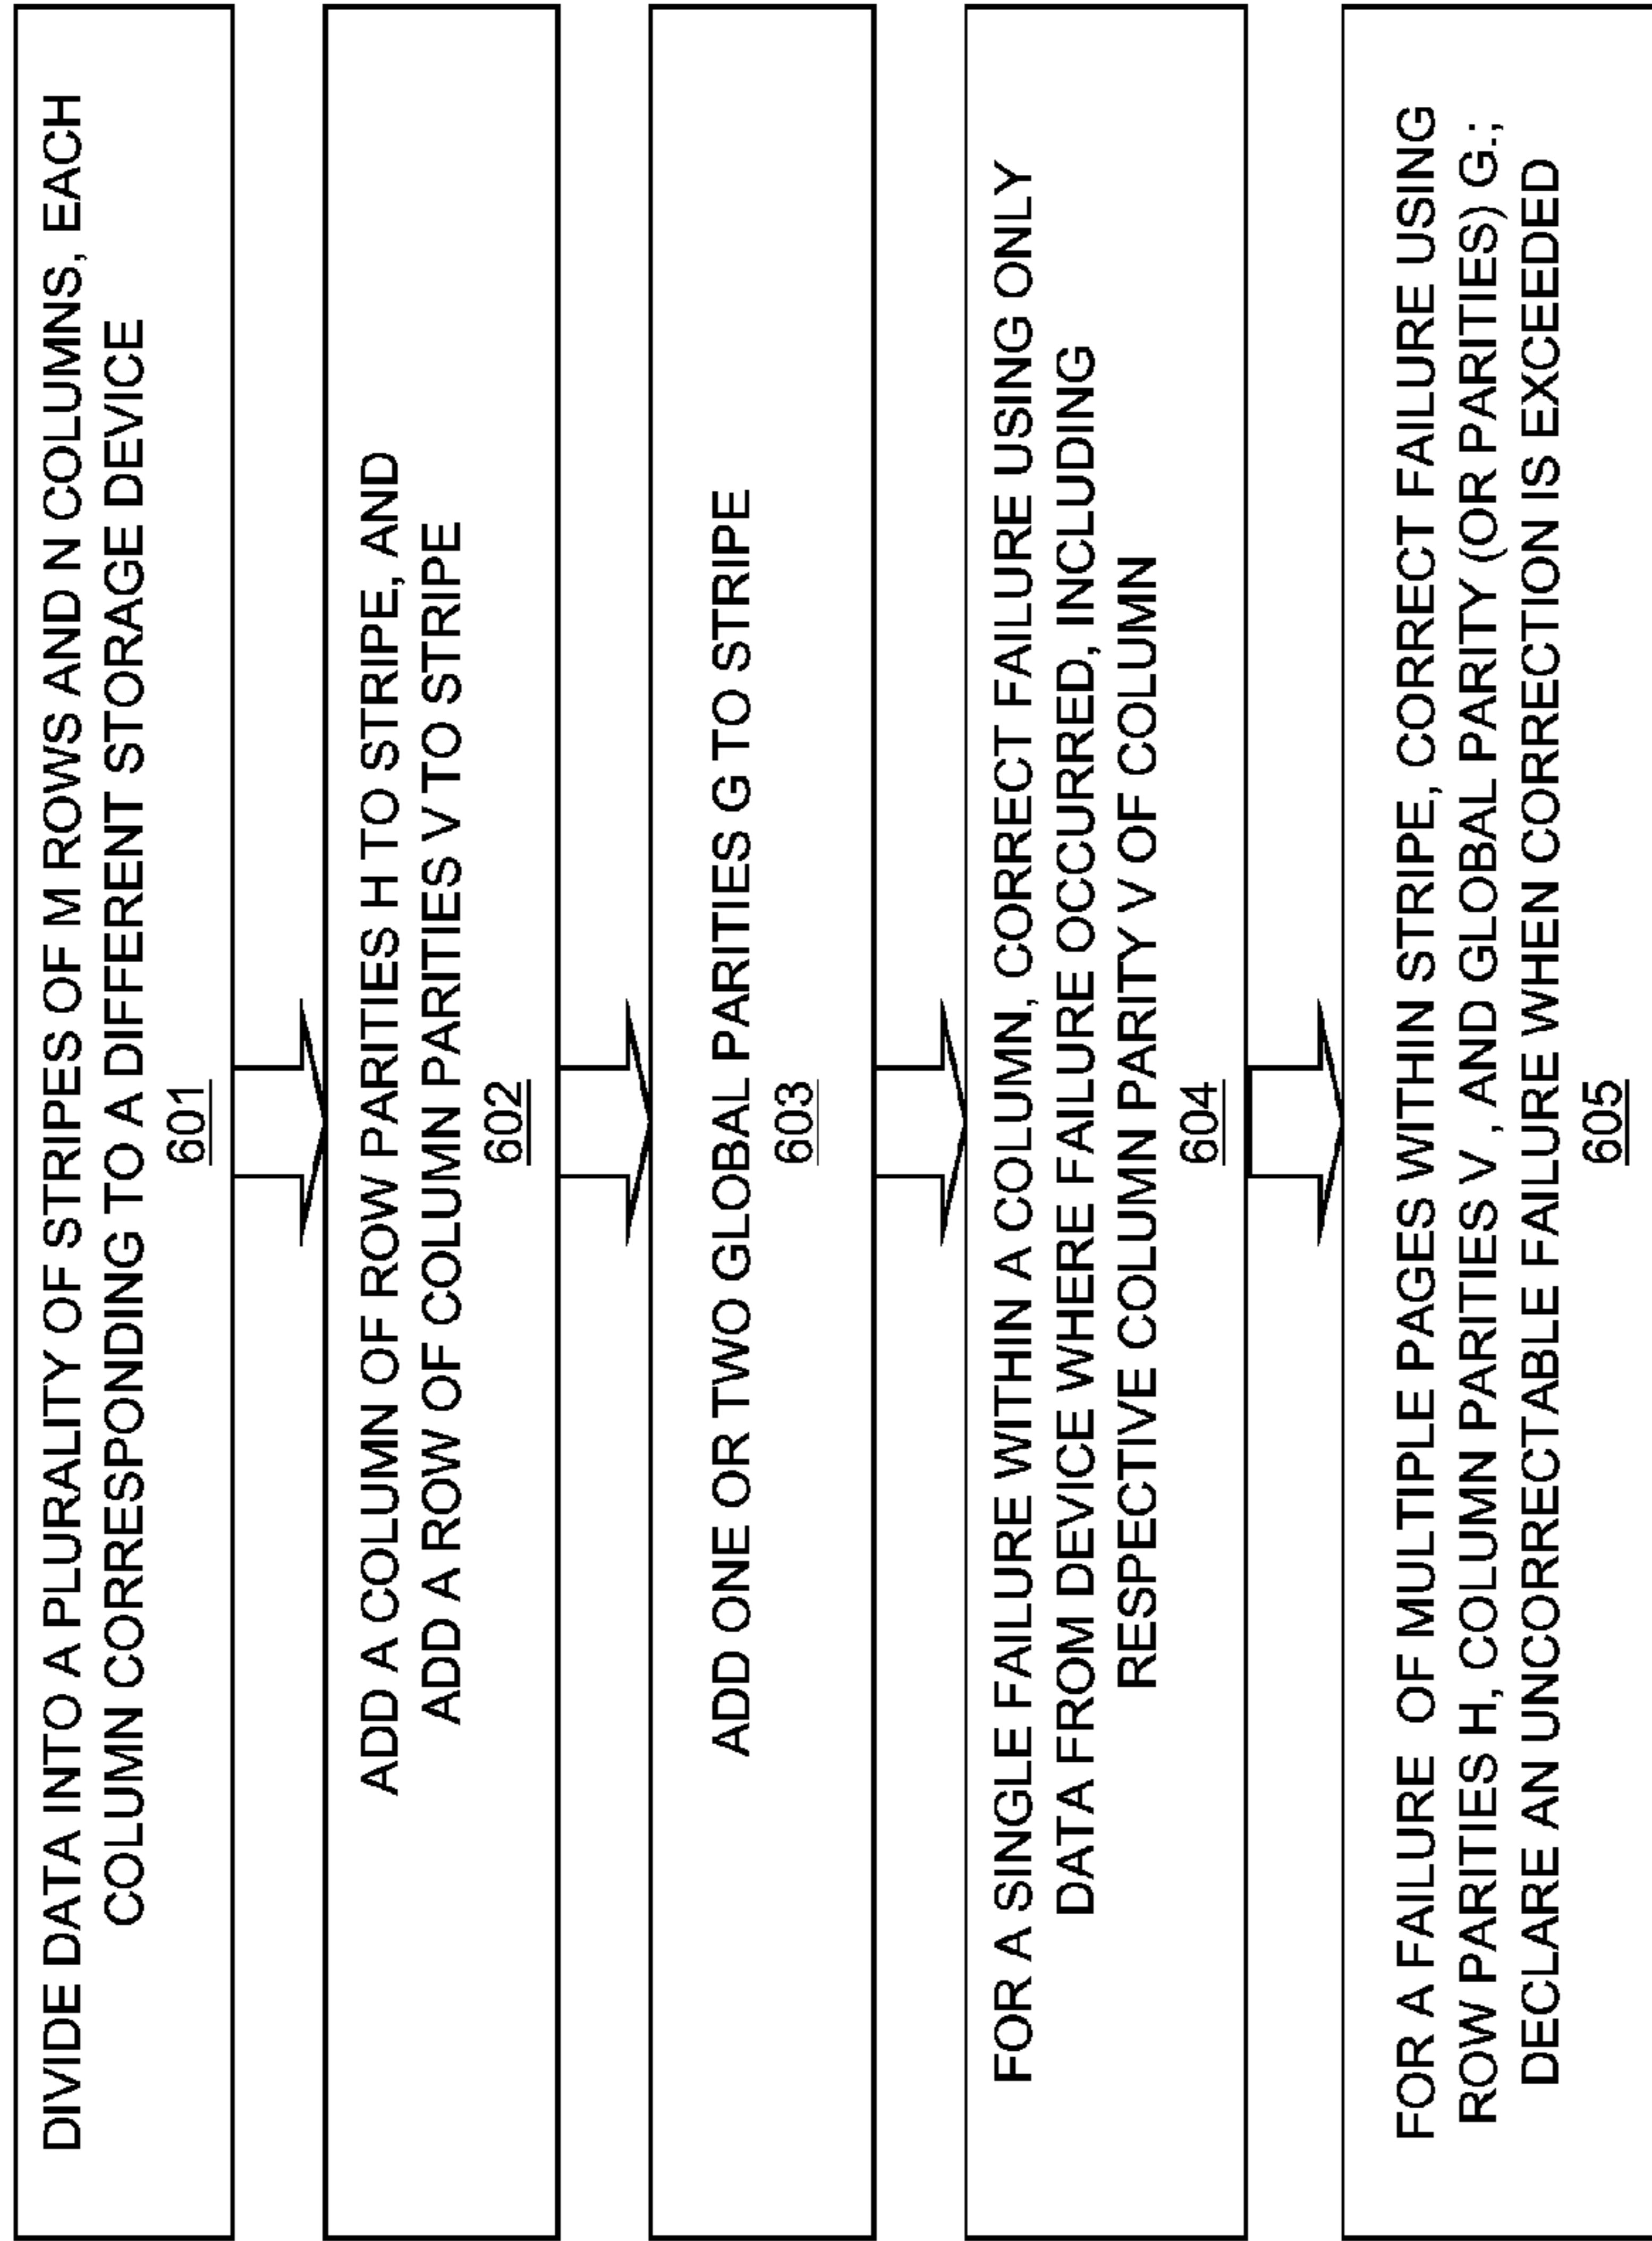 DIVIDE DATA INTO A PLURALITY OF STRIPES OF M ROWS AND N COLUMNS, EACH
COLUMN CORRESPONDING TO A DIFFERENT STORAGE DEVICE
601
ADD A COLUMN OF ROW PARITIES H TO STRIPE, AND
ADD A ROW OF COLUMN PARITIES V TO STRIPE
602
ADD ONE OR TWO GLOBAL PARITIES G TO STRIPE
603
FOR A SINGLE FAILURE WITHIN A COLUMN, CORRECT FAILURE USING ONLY
DATA FROM DEVICE WHERE FAILURE OCCURRED, INCLUDING
RESPECTIVE COLUMN PARITY V OF COLUMN
604
FOR A FAILURE OF MULTIPLE PAGES WITHIN STRIPE, CORRECT FAILURE USING
ROW PARITIES H, COLUMN PARITIES V , AND GLOBAL PARITY (OR PARITIES) G.;
DECLARE AN UNCORRECTABLE FAILURE WHEN CORRECTION IS EXCEEDED
605